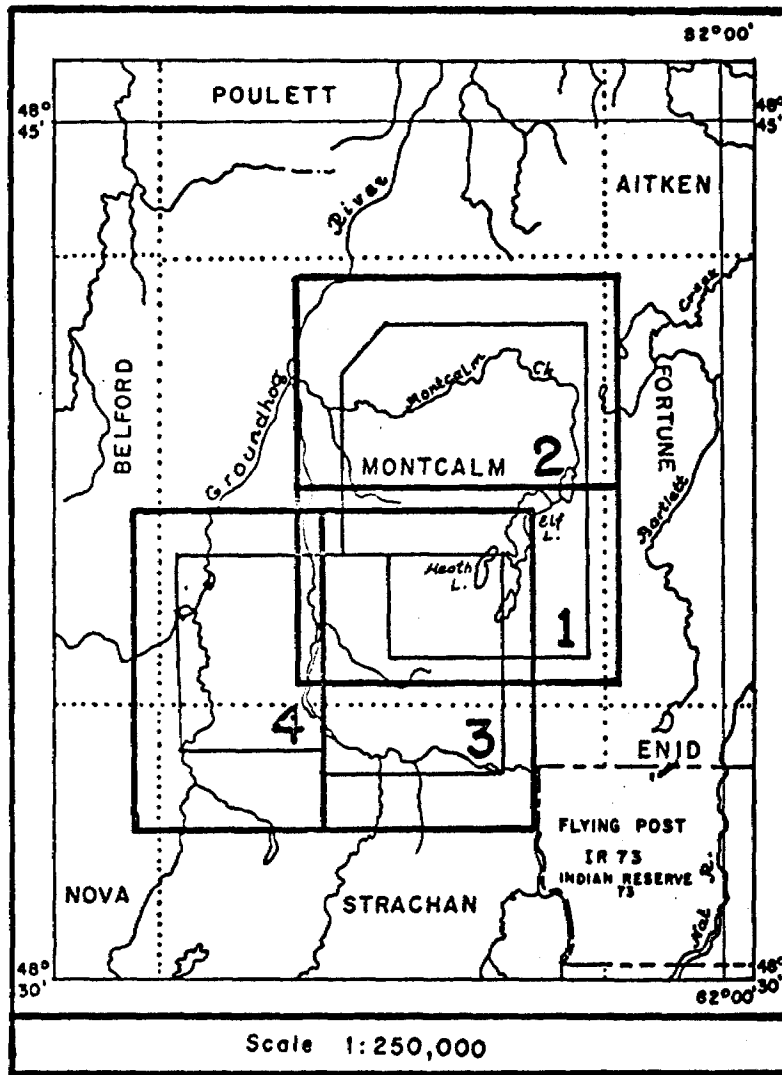 82°00'
POULETT
48°
45'
48°
45'
River
AITKEN
Creek
BELFORD
Groundhog
Montcalm
Ck
FORTUNE
MONTCALM
2
Bartlett
Elf
L.
Heath
L.
1
4
3
ENID
FLYING POST
IR 73
INDIAN RESERVE
73
NOVA
STRACHAN
Nat
R.
48°
30'
48°
30'
82°00'
Scale 1:250,000